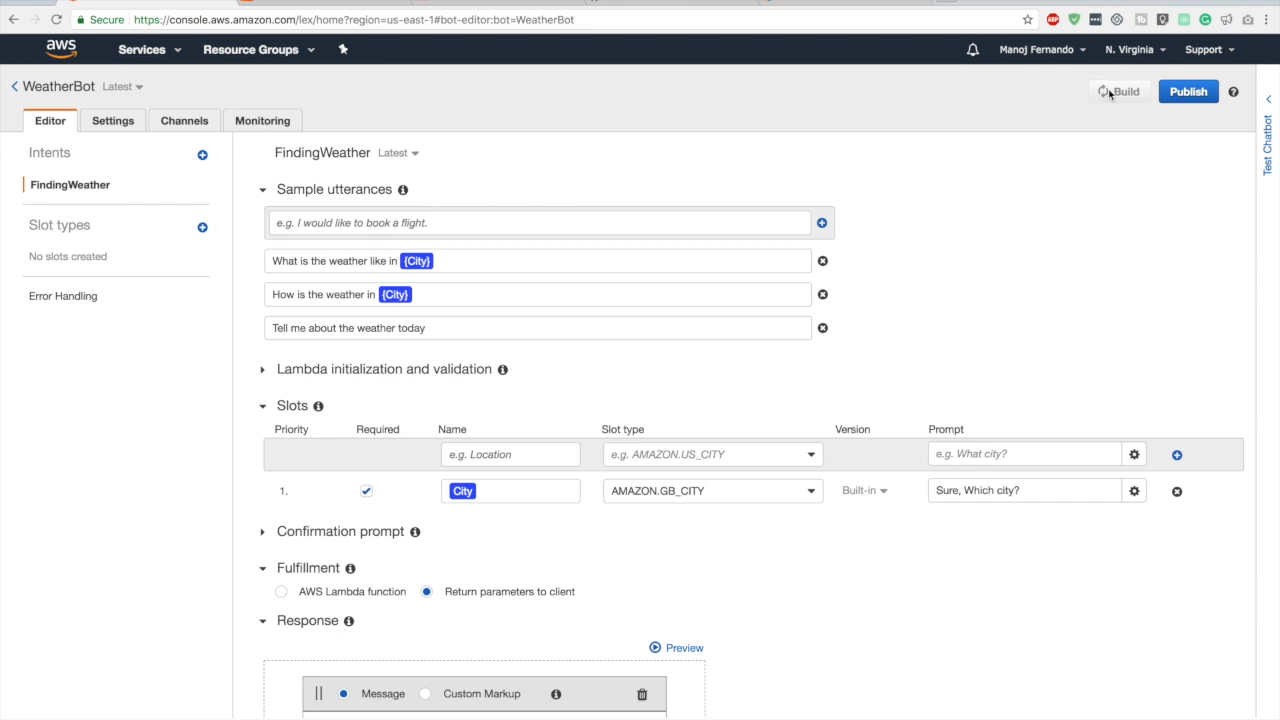 Secure https://console.aws.amazon.com/lex/home?region=us-east-1#bot-editor:bot=WeatherBot ABP
aws Services Resource Groups Manoj Fernando N. Virginia Support
WeatherBot Latest Build Publish ?
Editor Settings Channels Monitoring
Test Chatbot
Intents
FindingWeather
Slot types
No slots created
Error Handling
FindingWeather Latest
Sample utterances
e.g. I would like to book a flight.
What is the weather like in {City}
How is the weather in {City}
Tell me about the weather today
Lambda initialization and validation
Slots
Priority Required Name Slot type Version Prompt
e.g. Location e.g. AMAZON.US_CITY e.g. What city?
1. City AMAZON.GB_CITY Built-in Sure, Which city?
Confirmation prompt
Fulfillment
AWS Lambda function Return parameters to client
Response
Preview
Message Custom Markup